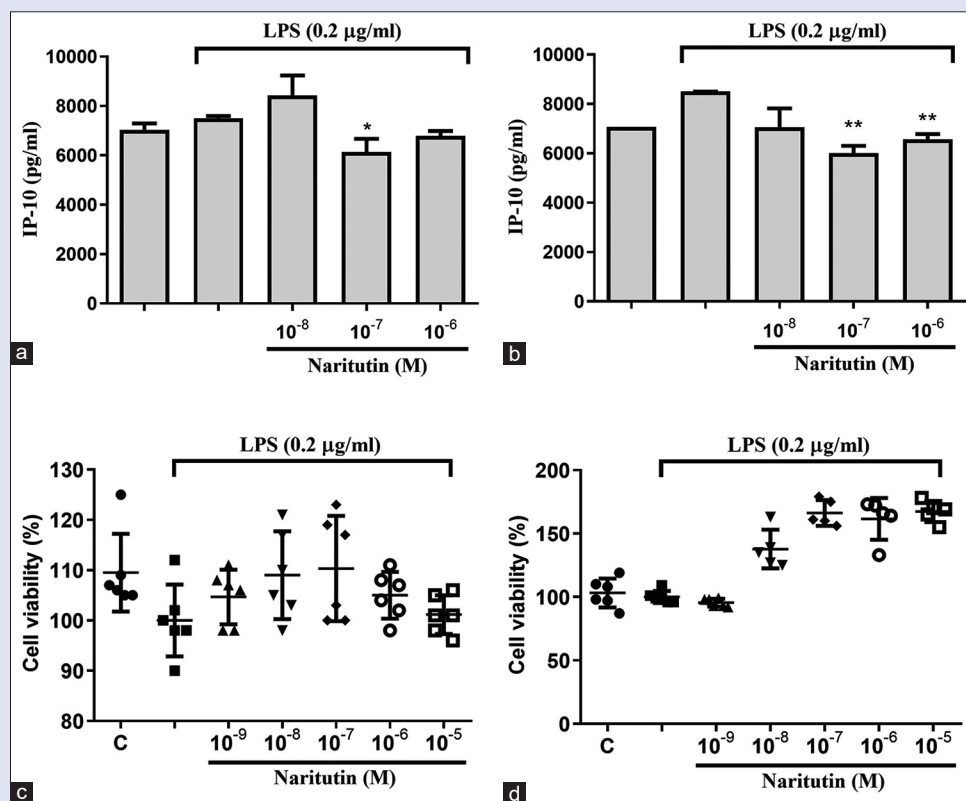 LPS (0.2 μg/ml)
10000
8000
6000
4000
2000
0
IP-10 (pg/ml)
*
10⁻⁸ 10⁻⁷ 10⁻⁶
Naritutin (M)
a
LPS (0.2 μg/ml)
10000
8000
6000
4000
2000
0
IP-10 (pg/ml)
** **
10⁻⁸ 10⁻⁷ 10⁻⁶
Naritutin (M)
b
LPS (0.2 μg/ml)
130
120
110
100
90
80
Cell viability (%)
C 10⁻⁹ 10⁻⁸ 10⁻⁷ 10⁻⁶ 10⁻⁵
Naritutin (M)
c
LPS (0.2 μg/ml)
200
150
100
50
0
Cell viability (%)
C 10⁻⁹ 10⁻⁸ 10⁻⁷ 10⁻⁶ 10⁻⁵
Naritutin (M)
d